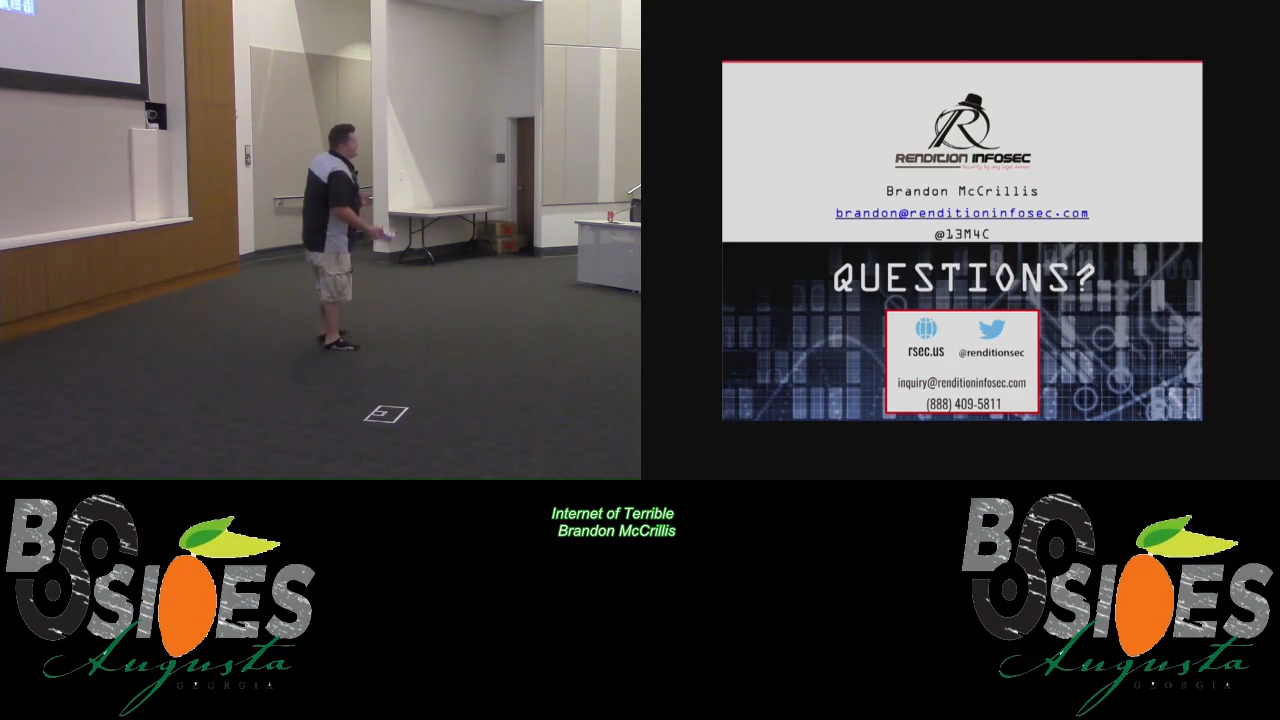 RENDITION INFOSEC
Brandon McCrillis
brandon@renditioninfosec.com
@13M4C
QUESTIONS?
rsec.us
@renditionsec
inquiry@renditioninfosec.com
(888) 409-5811
Internet of Terrible
Brandon McCrillis
BSIDES
Augusta
GEORGIA
BSIDES
Augusta
GEORGIA